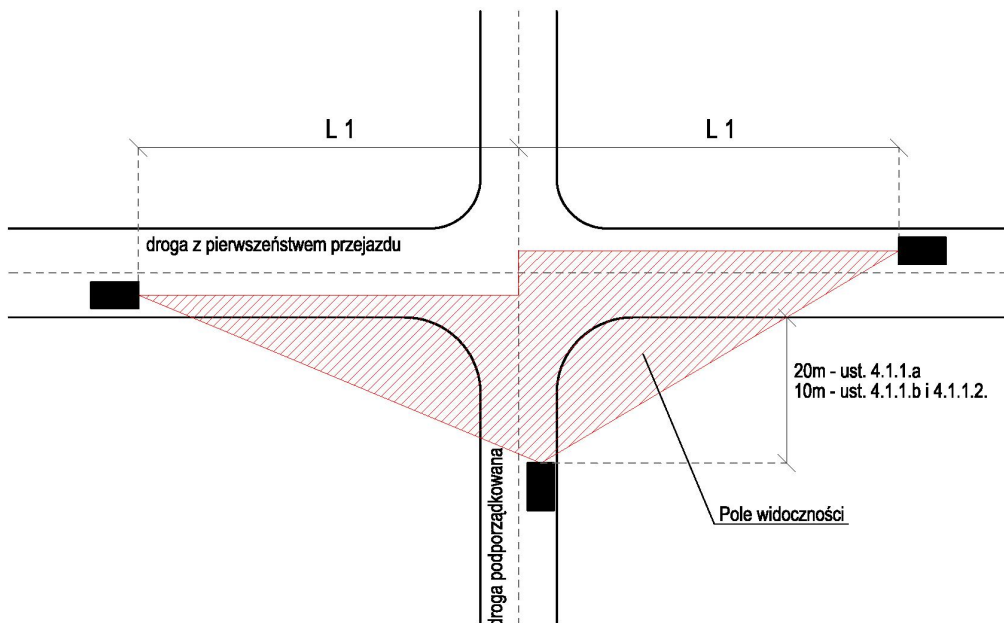 L 1
L 1
droga z pierwszeństwem przejazdu
20m - ust. 4.1.1.a
10m - ust. 4.1.1.b i 4.1.1.2.
Pole widoczności
droga podporządkowana